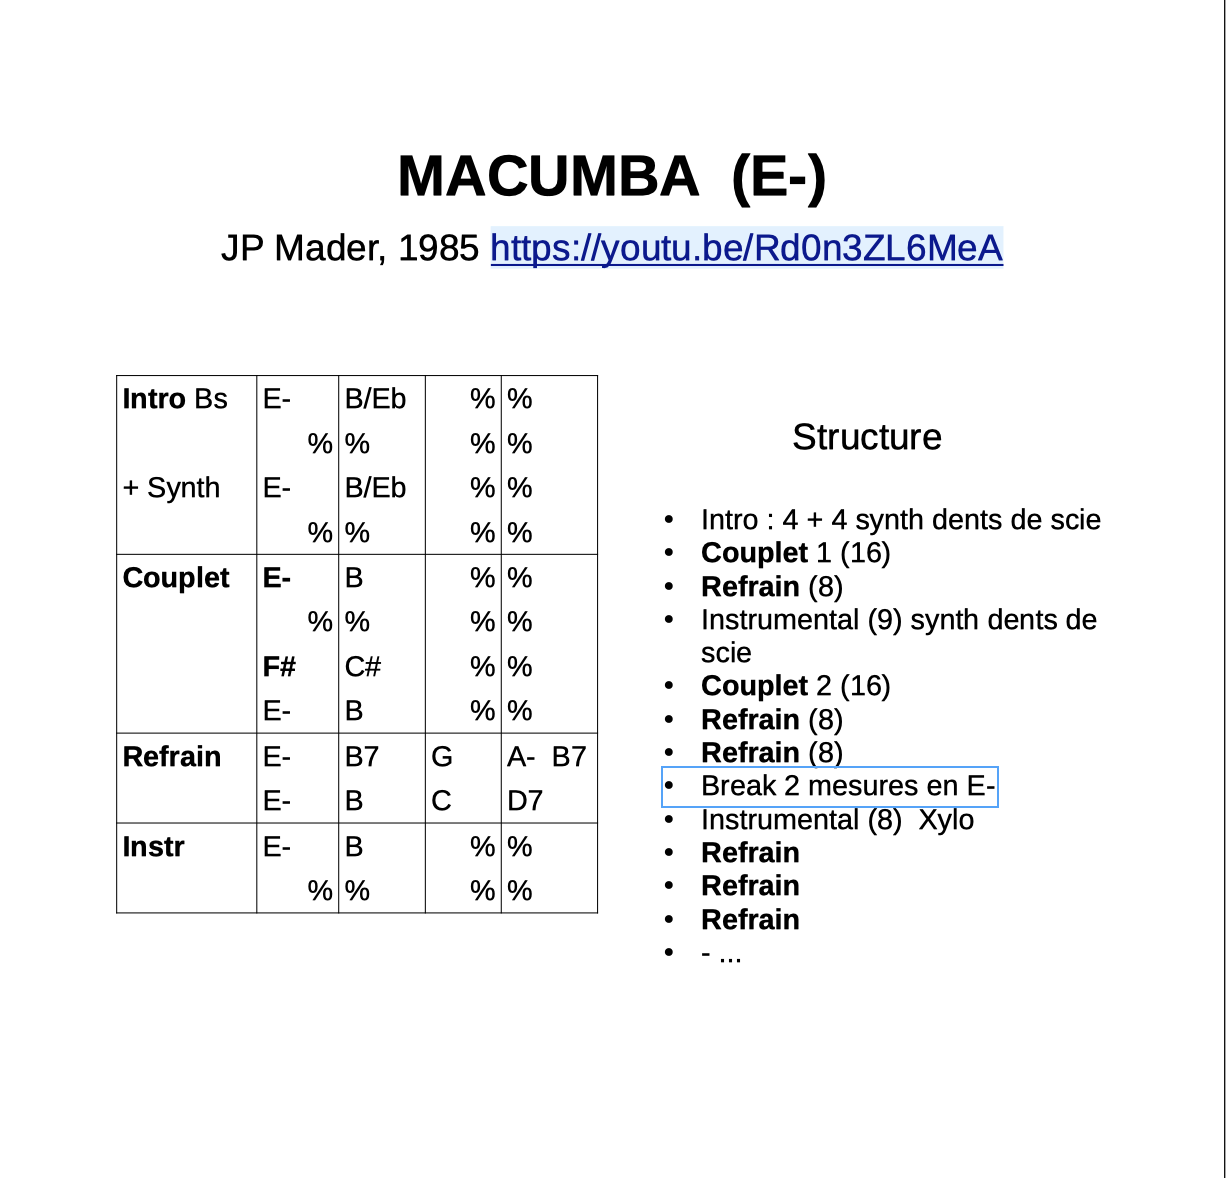 MACUMBA (E-)
JP Mader, 1985 https://youtu.be/Rd0n3ZL6MeA
Intro Bs E- B/Eb % %
% % % %
+ Synth E- B/Eb % %
% % % %
Couplet E- B % %
% % % %
F# C# % %
E- B % %
Refrain E- B7 G A- B7
E- B C D7
Instr E- B % %
% % % %
Structure
• Intro : 4 + 4 synth dents de scie
• Couplet 1 (16)
• Refrain (8)
• Instrumental (9) synth dents de
scie
• Couplet 2 (16)
• Refrain (8)
• Refrain (8)
• Break 2 mesures en E-
• Instrumental (8) Xylo
• Refrain
• Refrain
• Refrain
• - ...